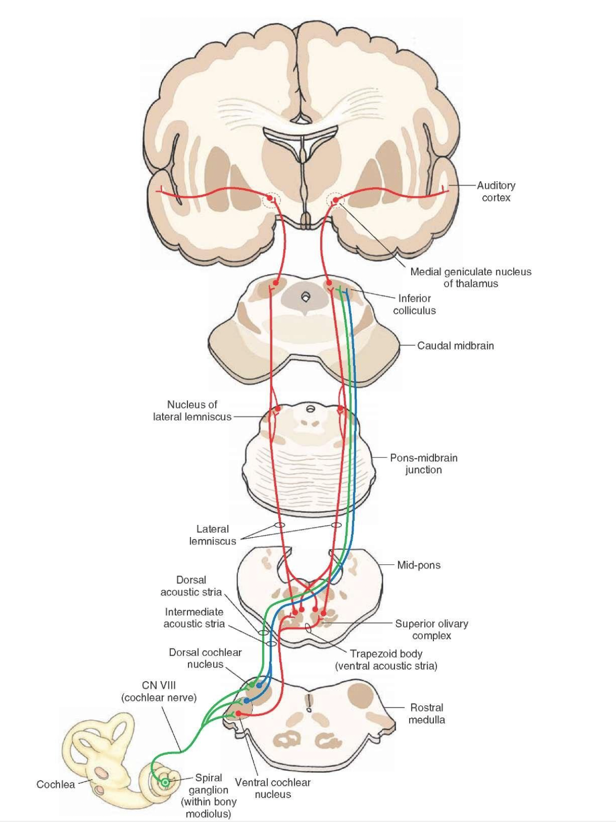 Auditory
cortex
Medial geniculate nucleus
of thalamus
Inferior
colliculus
Caudal midbrain
Nucleus of
lateral lemniscus
Pons-midbrain
junction
Lateral
lemniscus
Mid-pons
Dorsal
acoustic stria
Intermediate
acoustic stria
Superior olivary
complex
Trapezoid body
(ventral acoustic stria)
Dorsal cochlear
nucleus
CN VIII
(cochlear nerve)
Rostral
medulla
Cochlea
Spiral
ganglion
(within bony
modiolus)
Ventral cochlear
nucleus